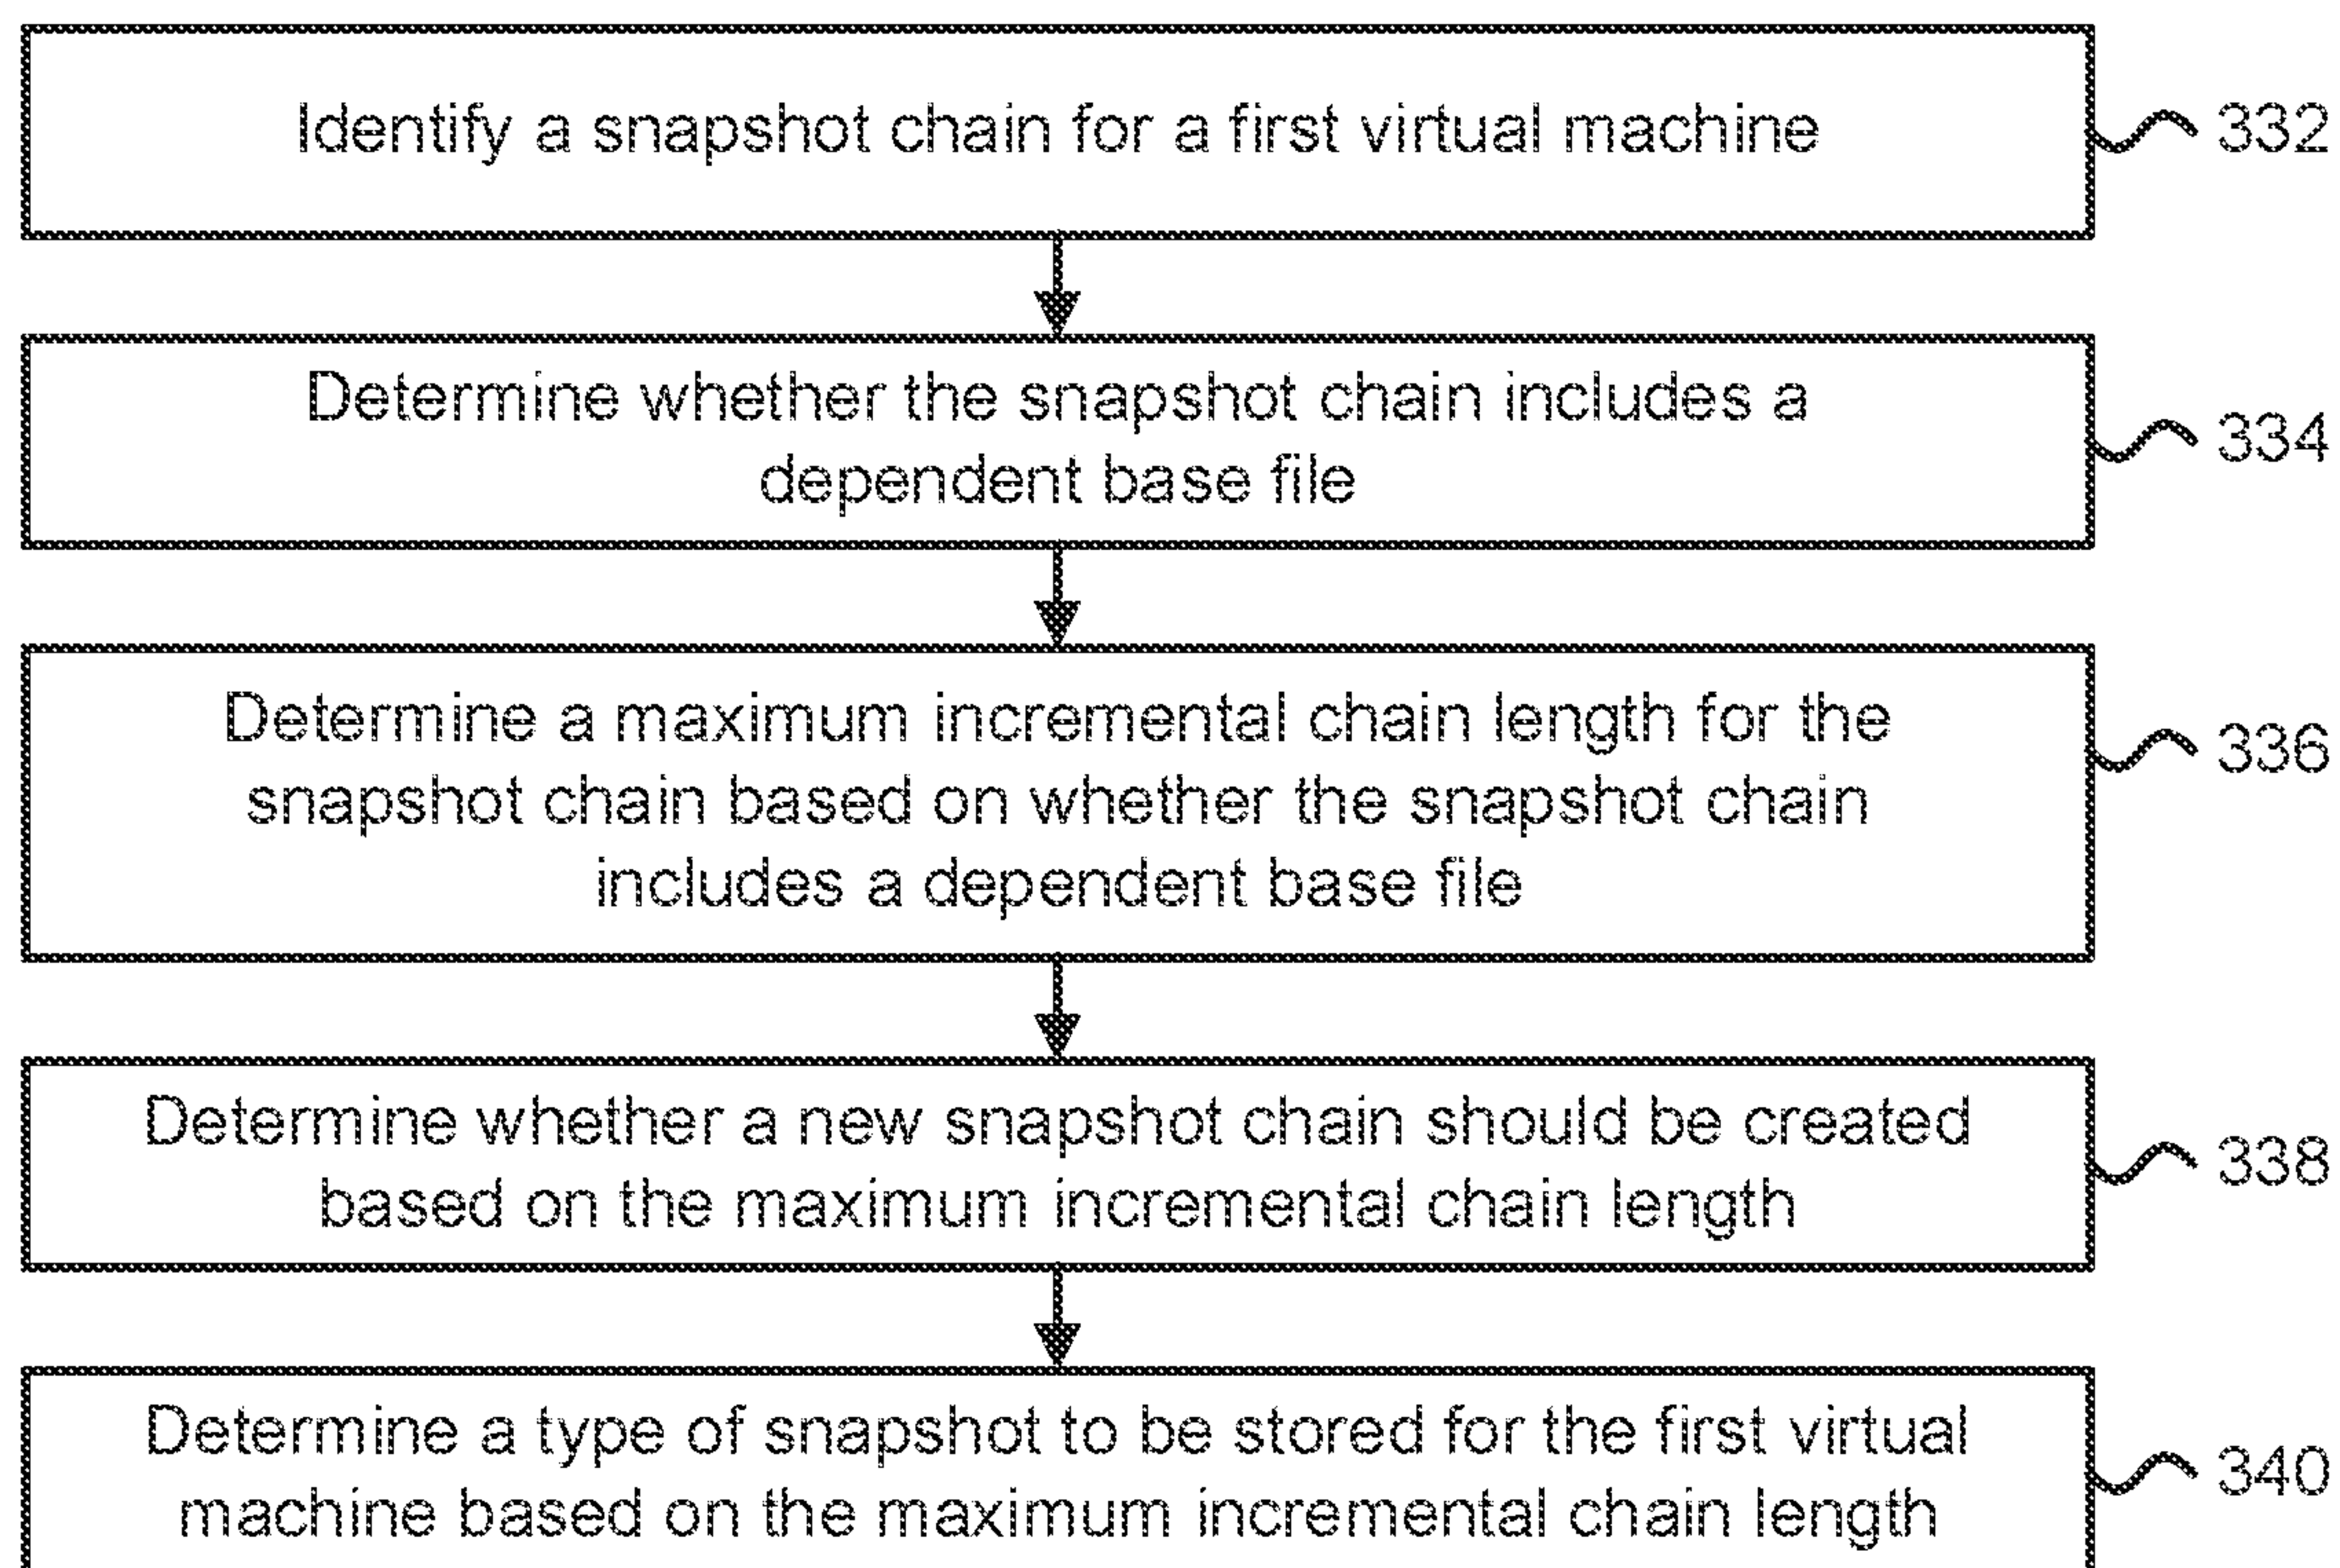 Identify a snapshot chain for a first virtual machine
332
Determine whether the snapshot chain includes a
dependent base file
334
Determine a maximum incremental chain length for the
snapshot chain based on whether the snapshot chain
includes a dependent base file
336
Determine whether a new snapshot chain should be created
based on the maximum incremental chain length
338
Determine a type of snapshot to be stored for the first virtual
machine based on the maximum incremental chain length
340